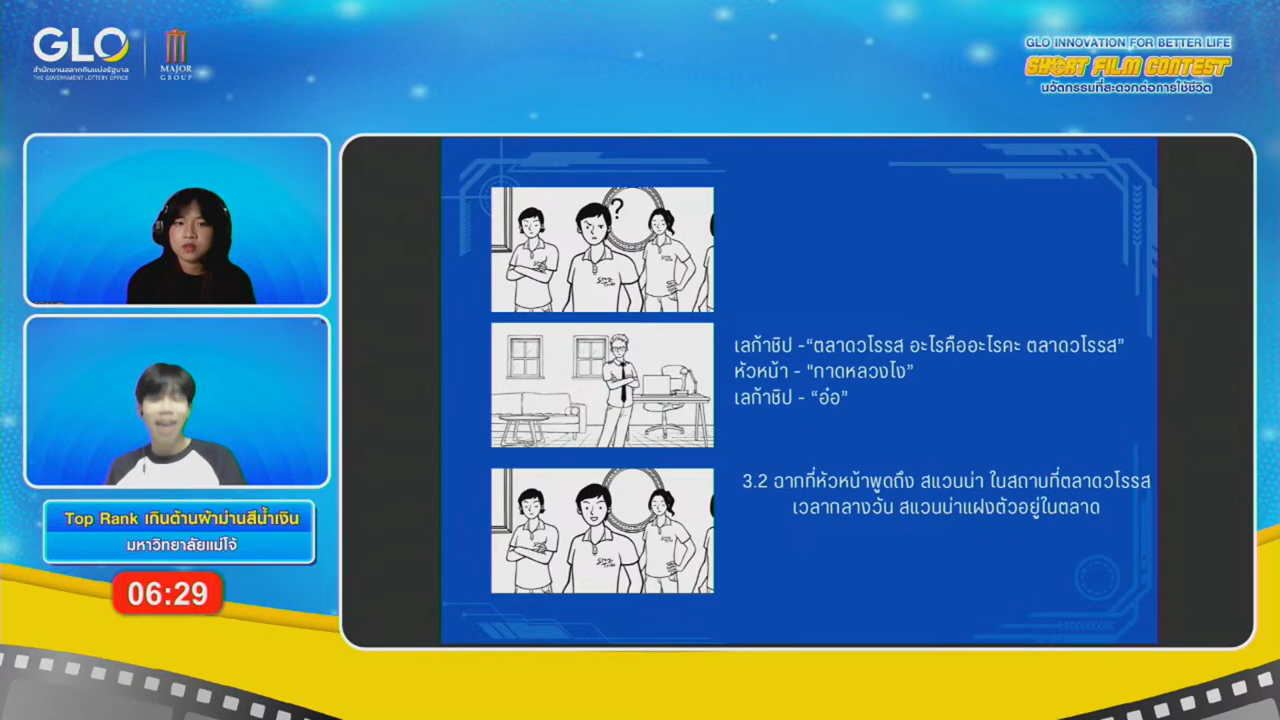 GLO
สำนักงานสลากกินแบ่งรัฐบาล
THE GOVERNMENT LOTTERY OFFICE
MAJOR
GROUP
GLO INNOVATION FOR BETTER LIFE
SHORT FILM CONTEST
นวัตกรรมที่สะดวกต่อการใช้ชีวิต
?
เลก้าซิป -“ตลาดวโรรส อะไรคืออะไรคะ ตลาดวโรรส”
หัวหน้า - "กาดหลวงไง”
เลก้าซิป - “อ๋อ”
3.2 ฉากที่หัวหน้าพูดถึง สแวนน่า ในสถานที่ตลาดวโรรส
เวลากลางวัน สแวนน่าแฝงตัวอยู่ในตลาด
Top Rank เกินต้านผ้าม่านสีน้ำเงิน
มหาวิทยาลัยแม่โจ้
06:29